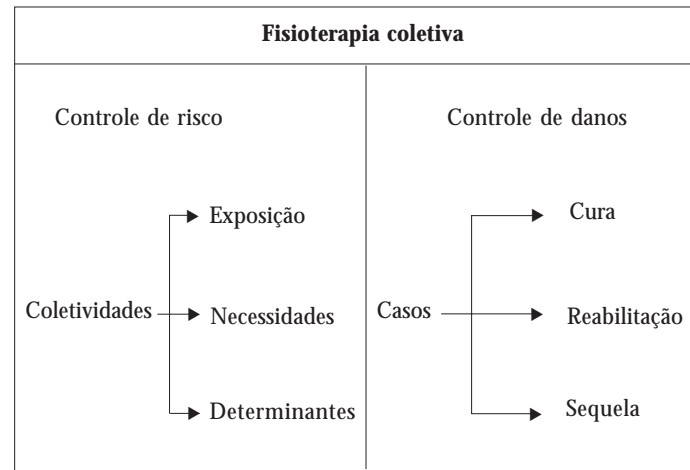 Fisioterapia coletiva
Controle de risco
Exposição
Coletividades
Necessidades
Determinantes
Controle de danos
Cura
Casos
Reabilitação
Sequela